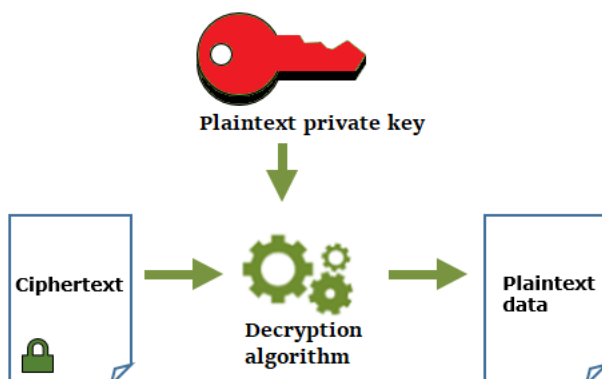 Plaintext private key
Ciphertext
Decryption
algorithm
Plaintext
data